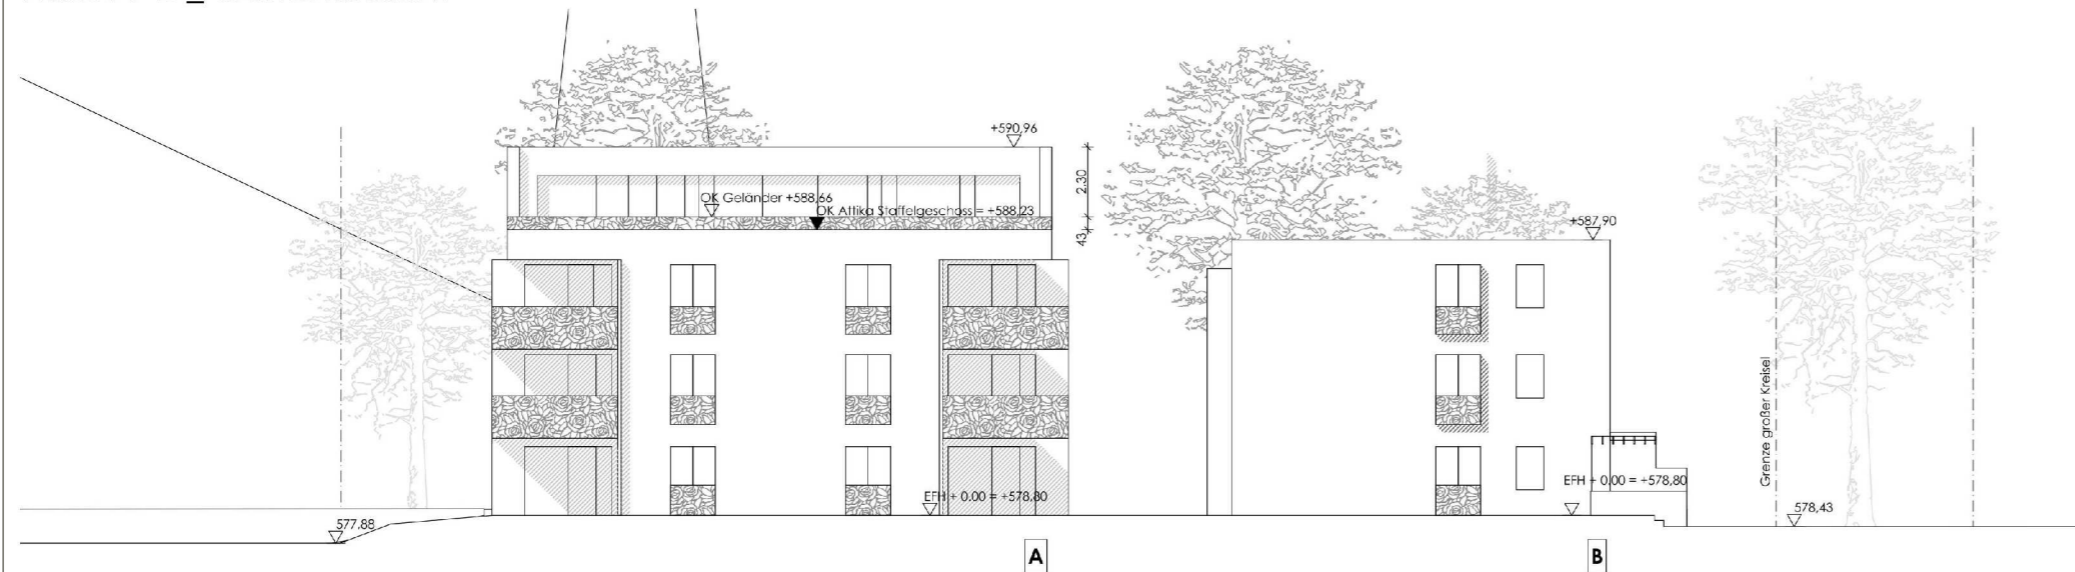 +590,96
2.30
OK Geländer +588,66
OK Attika Staffelgeschoss = +588,23
43
+587,90
Grenze großer Kreisel
EFH + 0.00 = +578,80
EFH + 0.00 = +578,80
577,88
578,43
A
B